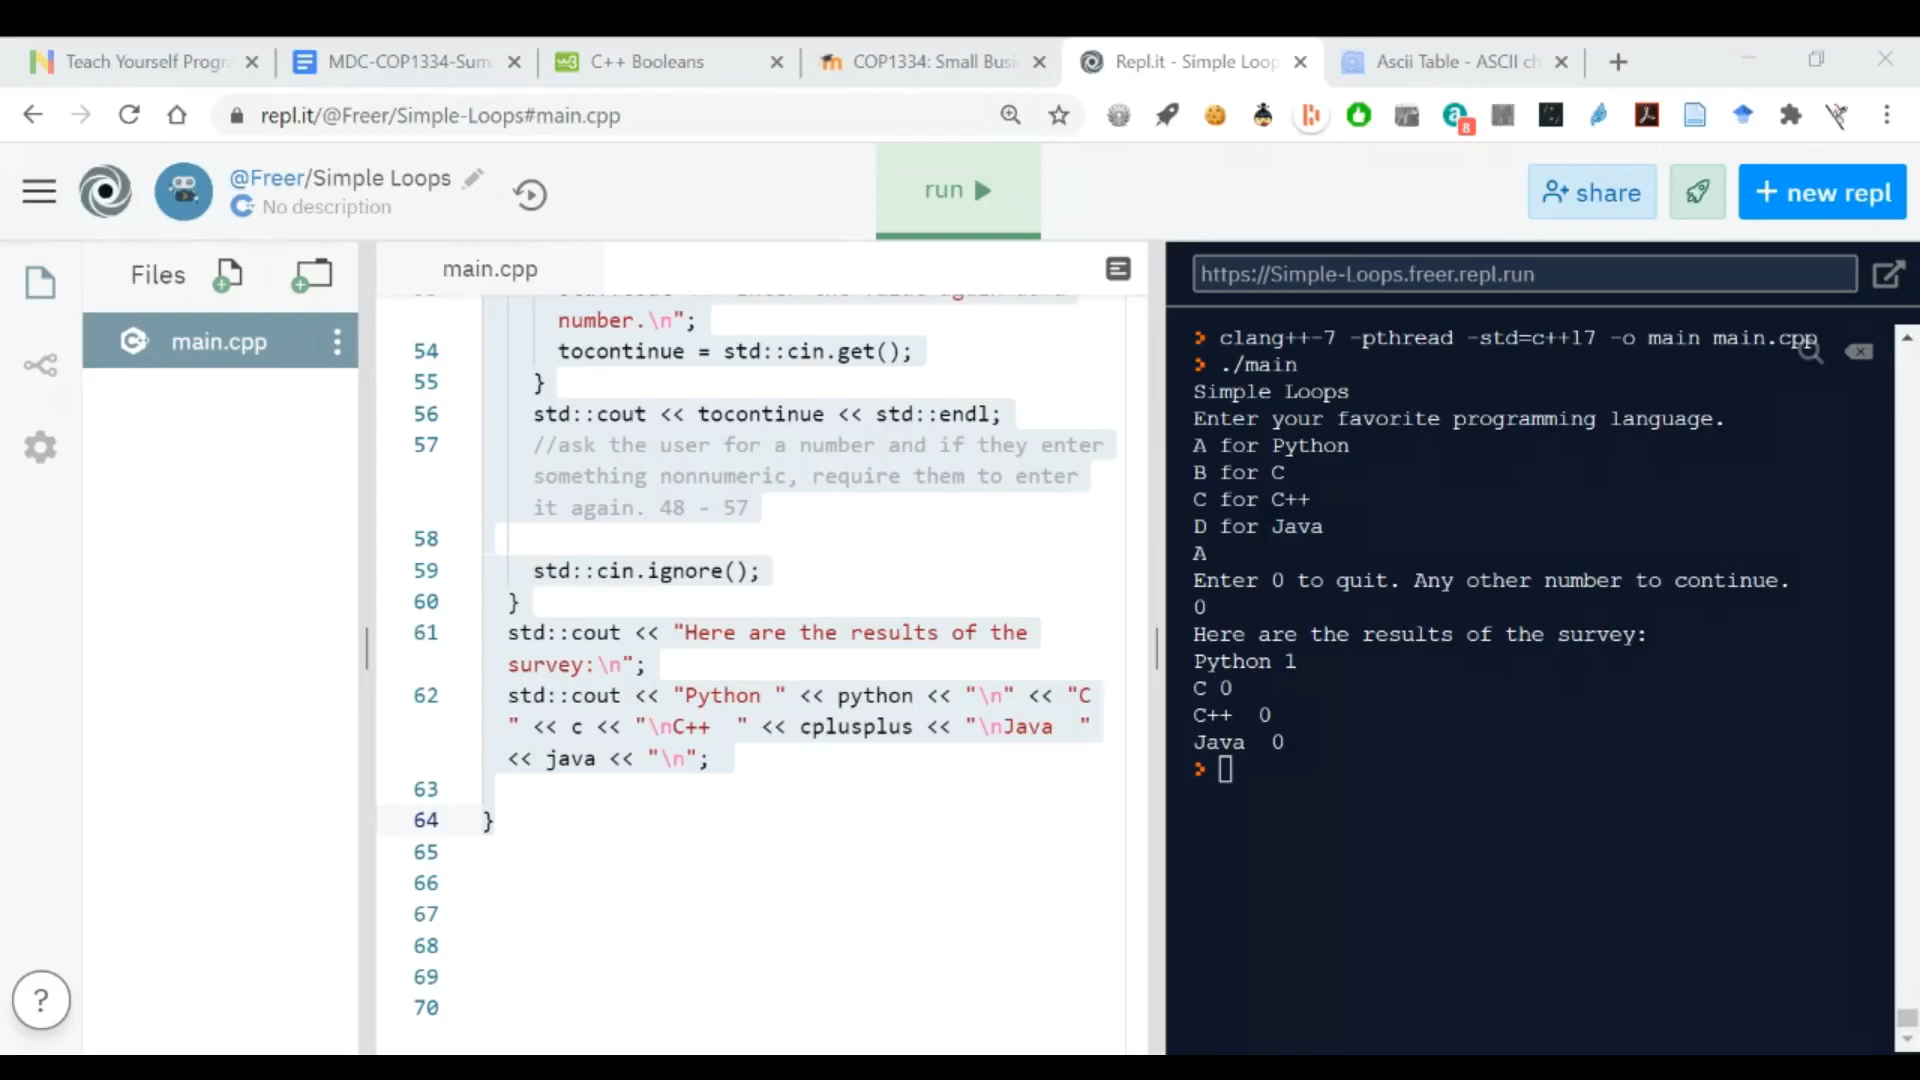 Teach Yourself Progr
MDC-COP1334-Sum
C++ Booleans
COP1334: Small Busi
Repl.it - Simple Loop
Ascii Table - ASCII ch
repl.it/@Freer/Simple-Loops#main.cpp
8
@Freer/Simple Loops
No description
run
share
+ new repl
Files
main.cpp
https://Simple-Loops.freer.repl.run
main.cpp
number.\n";
54 tocontinue = std::cin.get();
55 }
56 std::cout << tocontinue << std::endl;
57 //ask the user for a number and if they enter
something nonnumeric, require them to enter
it again. 48 - 57
58
59 std::cin.ignore();
60 }
61 std::cout << "Here are the results of the
survey:\n";
62 std::cout << "Python " << python << "\n" << "C
" << c << "\nC++  " << cplusplus << "\nJava  "
<< java << "\n";
63
64 }
65
66
67
68
69
70
?
clang++-7 -pthread -std=c++17 -o main main.cpp
./main
Simple Loops
Enter your favorite programming language.
A for Python
B for C
C for C++
D for Java
A
Enter 0 to quit. Any other number to continue.
0
Here are the results of the survey:
Python 1
C 0
C++  0
Java  0